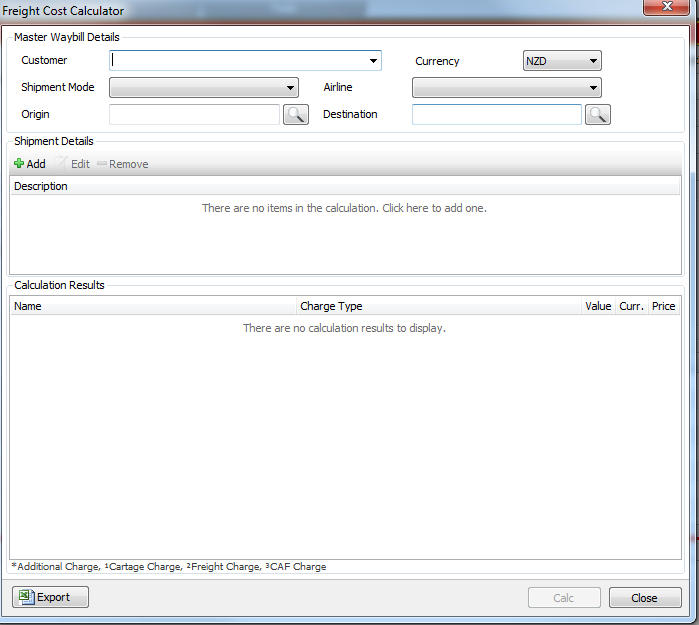 Freight Cost Calculator
Master Waybill Details
Customer Currency NZD
Shipment Mode Airline
Origin Destination
Shipment Details
Add Edit Remove
Description
There are no items in the calculation. Click here to add one.
Calculation Results
Name Charge Type Value Curr. Price
There are no calculation results to display.
*Additional Charge, ¹Cartage Charge, ²Freight Charge, ³CAF Charge
Export Calc Close